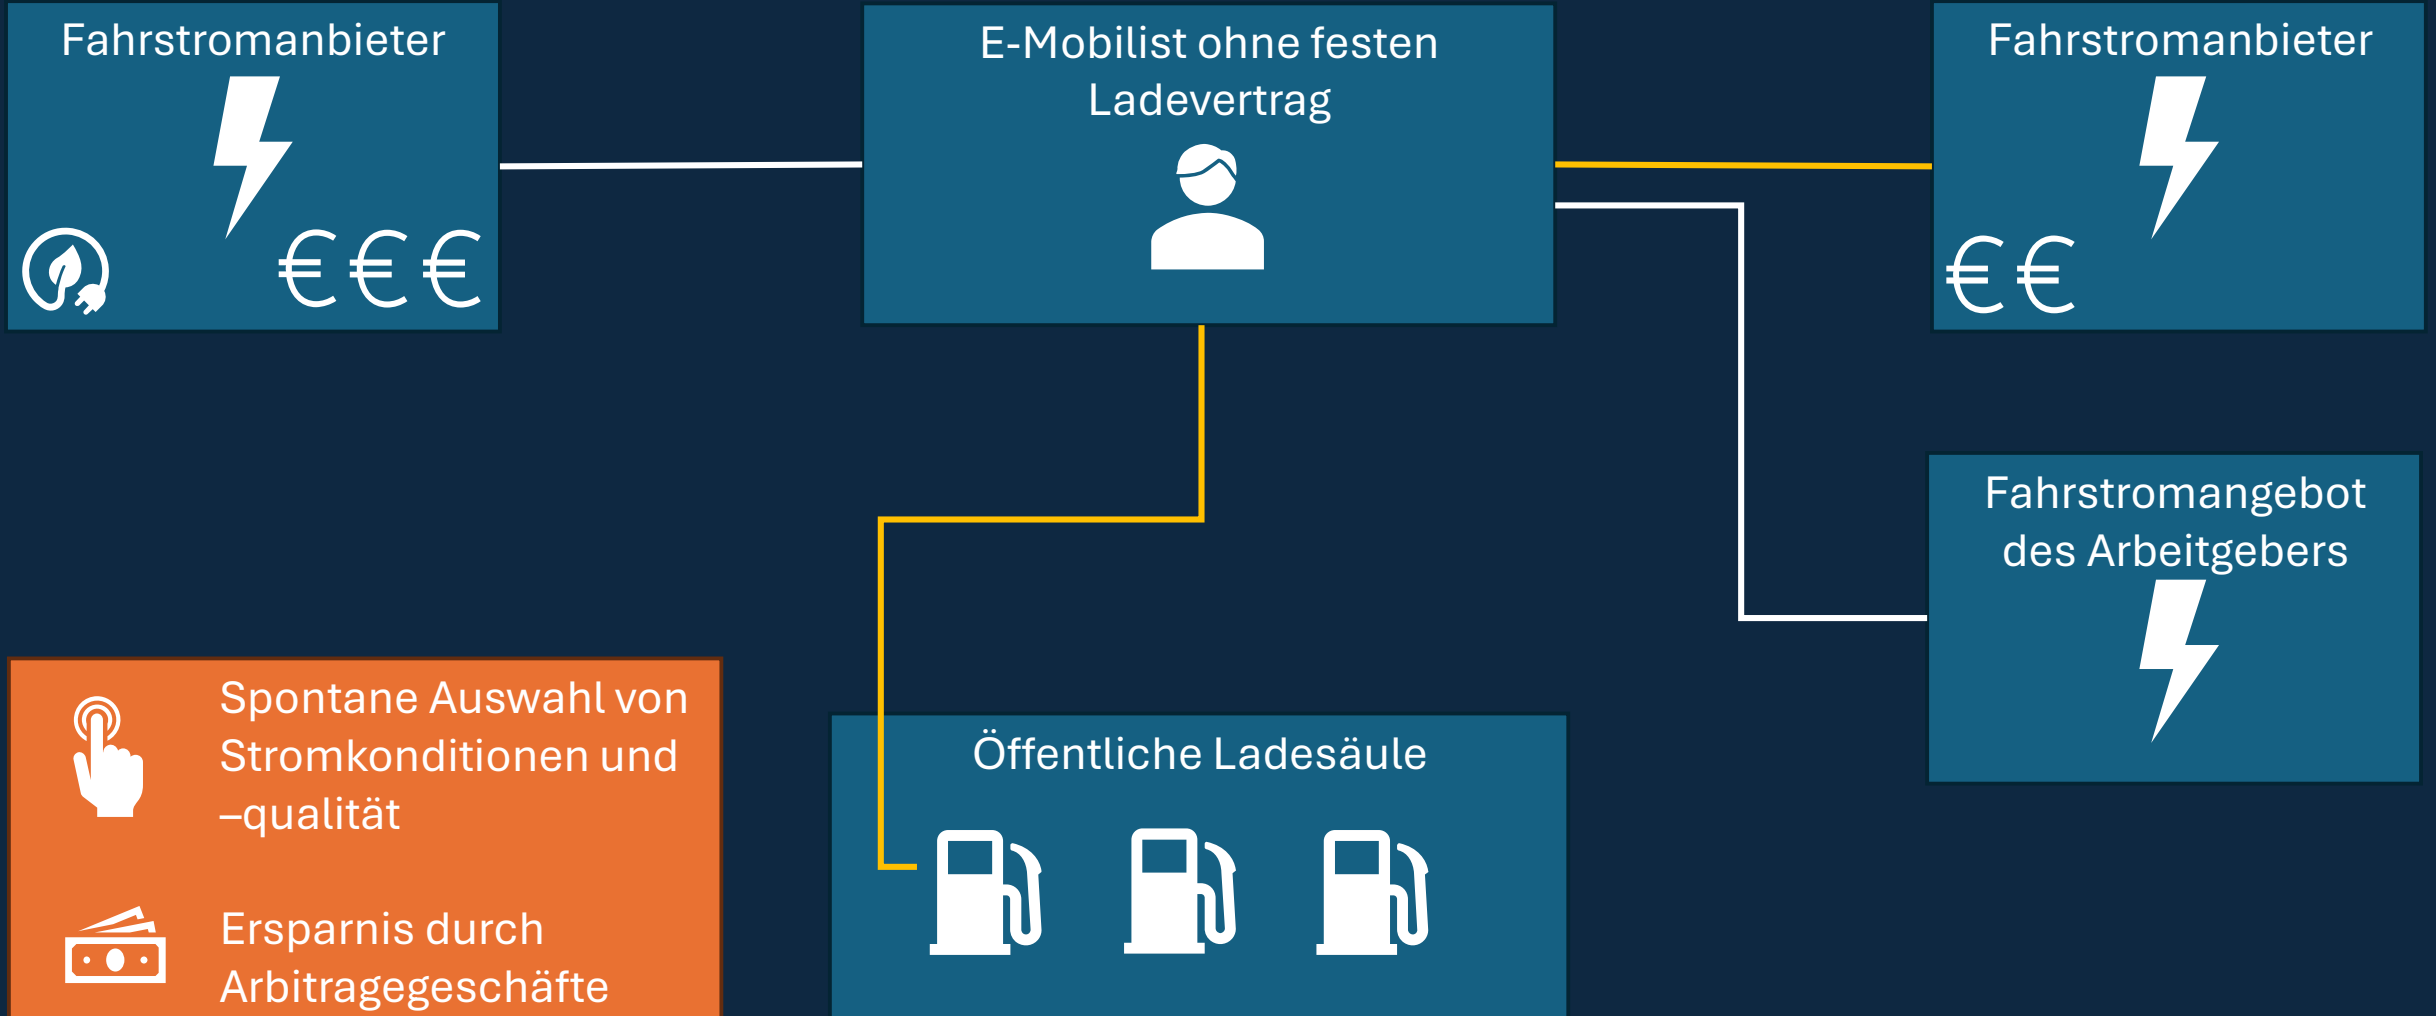 Fahrstromanbieter
€ € €
E-Mobilist ohne festen
Ladevertrag
Fahrstromanbieter
€ €
Fahrstromangebot
des Arbeitgebers
Spontane Auswahl von
Stromkonditionen und
–qualität
Ersparnis durch
Arbitragegeschäfte
Öffentliche Ladesäule